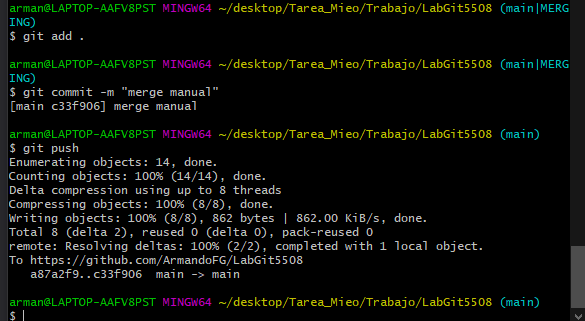 arman@LAPTOP-AAFV8PST MINGW64 ~/desktop/Tarea_Mieo/Trabajo/LabGit5508 (main|MERG
ING)
$ git add .
arman@LAPTOP-AAFV8PST MINGW64 ~/desktop/Tarea_Mieo/Trabajo/LabGit5508 (main|MERG
ING)
$ git commit -m "merge manual"
[main c33f906] merge manual
arman@LAPTOP-AAFV8PST MINGW64 ~/desktop/Tarea_Mieo/Trabajo/LabGit5508 (main)
$ git push
Enumerating objects: 14, done.
Counting objects: 100% (14/14), done.
Delta compression using up to 8 threads
Compressing objects: 100% (8/8), done.
Writing objects: 100% (8/8), 862 bytes | 862.00 KiB/s, done.
Total 8 (delta 2), reused 0 (delta 0), pack-reused 0
remote: Resolving deltas: 100% (2/2), completed with 1 local object.
To https://github.com/ArmandoFG/LabGit5508
   a87a2f9..c33f906  main -> main
arman@LAPTOP-AAFV8PST MINGW64 ~/desktop/Tarea_Mieo/Trabajo/LabGit5508 (main)
$